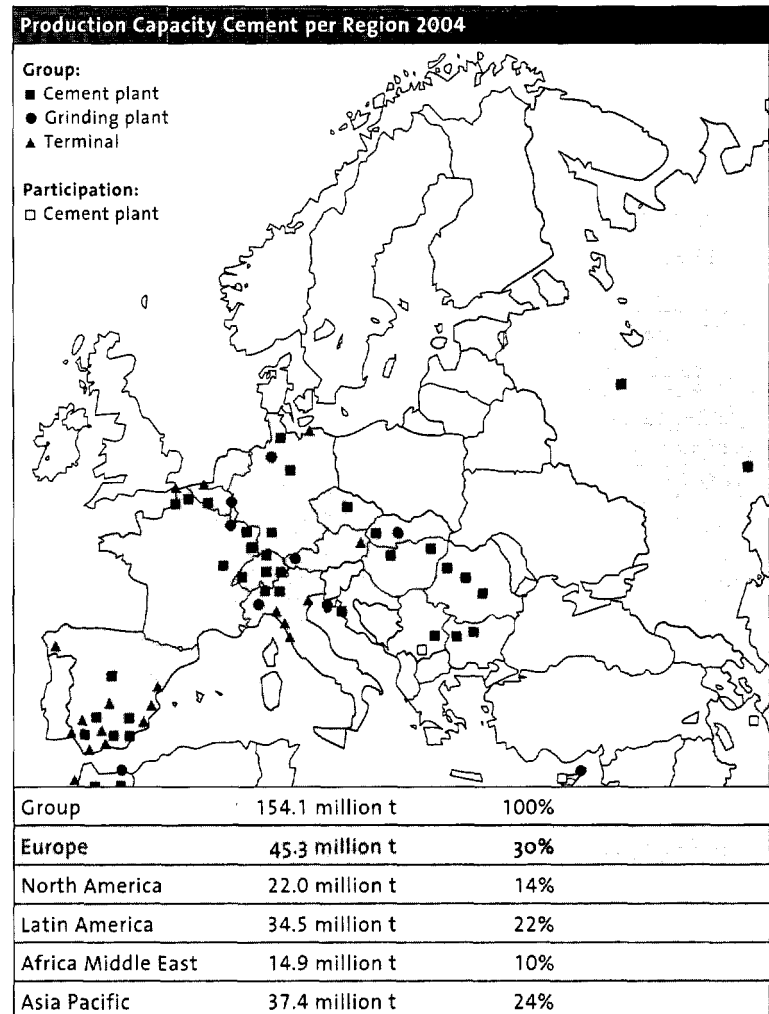 Production Capacity Cement per Region 2004
Group:
■ Cement plant
● Grinding plant
▲ Terminal
Participation:
□ Cement plant
Group 154.1 million t 100%
Europe 45.3 million t 30%
North America 22.0 million t 14%
Latin America 34.5 million t 22%
Africa Middle East 14.9 million t 10%
Asia Pacific 37.4 million t 24%